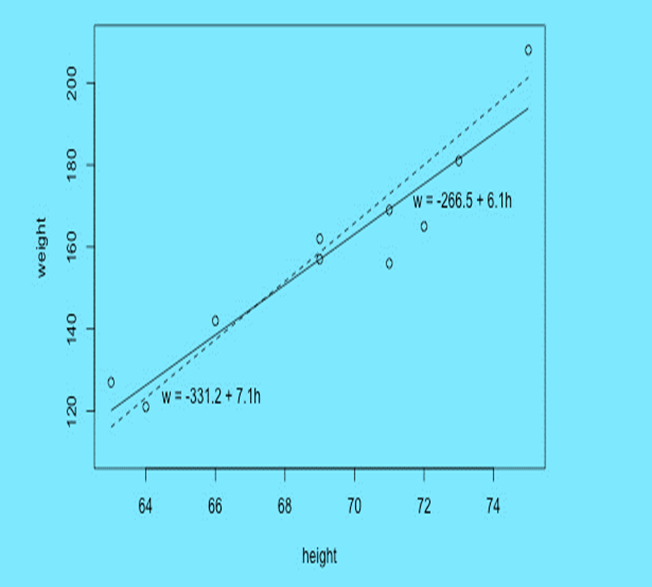 200
180
160
140
120
weight
w = -266.5 + 6.1h
w = -331.2 + 7.1h
64 66 68 70 72 74
height